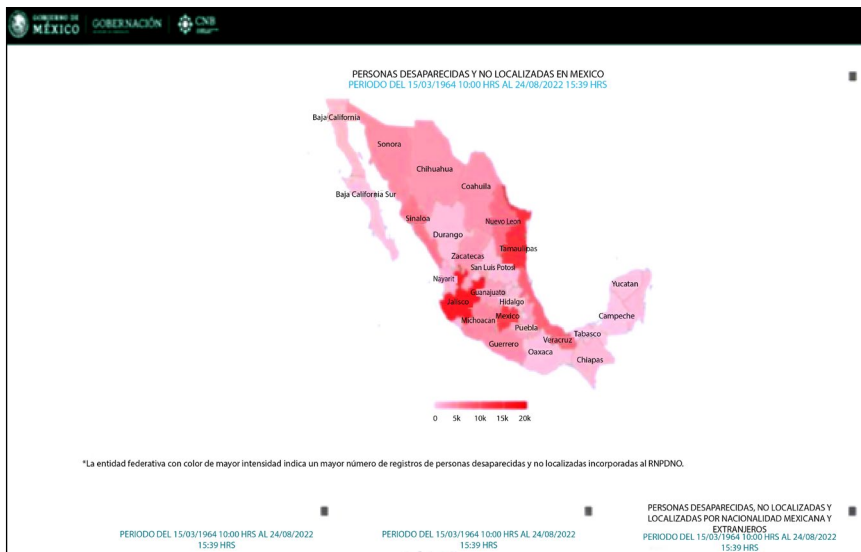 GOBIERNO DE
MÉXICO
GOBERNACIÓN
CNB
PERSONAS DESAPARECIDAS Y NO LOCALIZADAS EN MEXICO
PERIODO DEL 15/03/1964 10:00 HRS AL 24/08/2022 15:39 HRS
Baja California
Sonora
Chihuahua
Coahuila
Baja California Sur
Sinaloa
Nuevo Leon
Durango
Tamaulipas
Zacatecas
San Luis Potosi
Nayarit
Yucatan
Guanajuato
Jalisco
Hidalgo
Mexico
Campeche
Michoacan
Puebla
Tabasco
Veracruz
Guerrero
Oaxaca
Chiapas
0 5k 10k 15k 20k
*La entidad federativa con color de mayor intensidad indica un mayor número de registros de personas desaparecidas y no localizadas incorporadas al RNPDNO.
PERIODO DEL 15/03/1964 10:00 HRS AL 24/08/2022
15:39 HRS
PERIODO DEL 15/03/1964 10:00 HRS AL 24/08/2022
15:39 HRS
PERSONAS DESAPARECIDAS, NO LOCALIZADAS Y
LOCALIZADAS POR NACIONALIDAD MEXICANA Y
EXTRANJEROS
PERIODO DEL 15/03/1964 10:00 HRS AL 24/08/2022
15:39 HRS